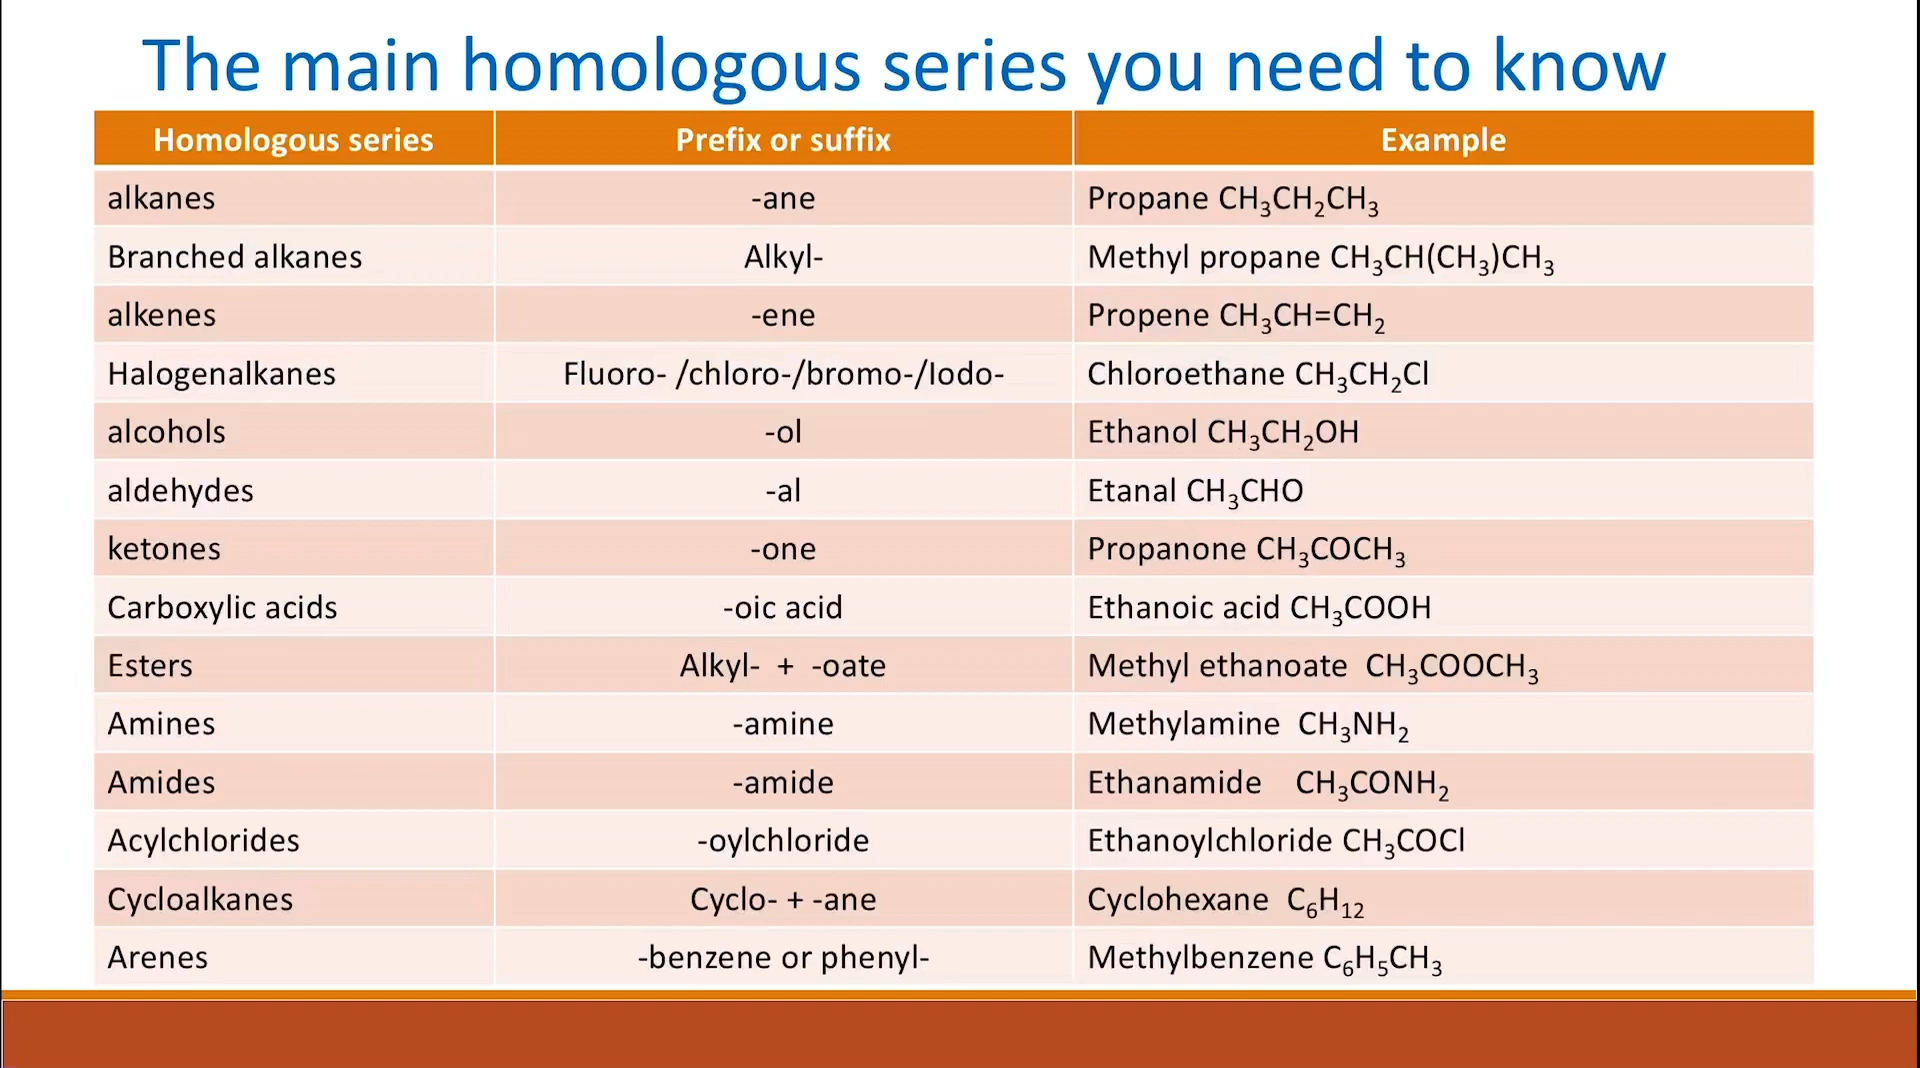 The main homologous series you need to know
Homologous series Prefix or suffix Example
alkanes -ane Propane CH₃CH₂CH₃
Branched alkanes Alkyl- Methyl propane CH₃CH(CH₃)CH₃
alkenes -ene Propene CH₃CH=CH₂
Halogenalkanes Fluoro- /chloro-/bromo-/Iodo- Chloroethane CH₃CH₂Cl
alcohols -ol Ethanol CH₃CH₂OH
aldehydes -al Etanal CH₃CHO
ketones -one Propanone CH₃COCH₃
Carboxylic acids -oic acid Ethanoic acid CH₃COOH
Esters Alkyl- + -oate Methyl ethanoate CH₃COOCH₃
Amines -amine Methylamine CH₃NH₂
Amides -amide Ethanamide CH₃CONH₂
Acylchlorides -oylchloride Ethanoylchloride CH₃COCl
Cycloalkanes Cyclo- + -ane Cyclohexane C₆H₁₂
Arenes -benzene or phenyl- Methylbenzene C₆H₅CH₃